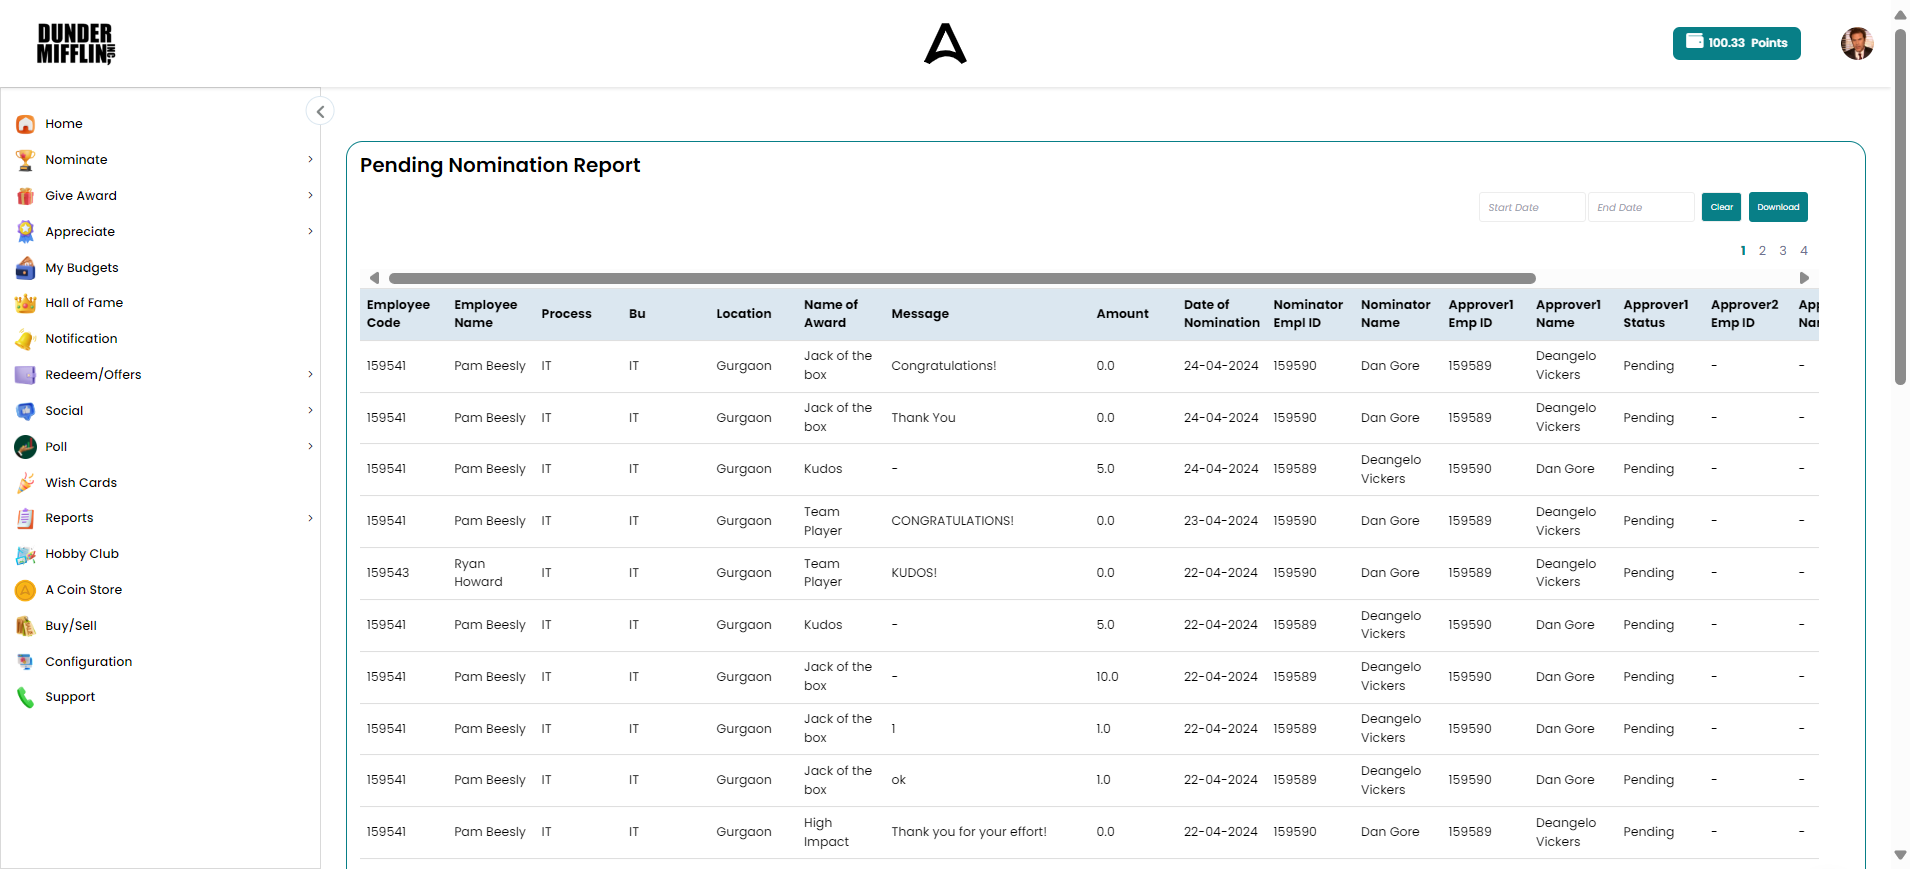 DUNDER
MIFFLIN, INC
100.33 Points
Home
Nominate
Give Award
Appreciate
My Budgets
Hall of Fame
Notification
Redeem/Offers
Social
Poll
Wish Cards
Reports
Hobby Club
A Coin Store
Buy/Sell
Configuration
Support
Pending Nomination Report
Start Date End Date Clear Download
1 2 3 4
Employee Code Employee Name Process Bu Location Name of Award Message Amount Date of Nomination Nominator Empl ID Nominator Name Approver1 Emp ID Approver1 Name Approver1 Status Approver2 Emp ID
159541 Pam Beesly IT IT Gurgaon Jack of the box Congratulations! 0.0 24-04-2024 159590 Dan Gore 159589 Deangelo Vickers Pending - -
159541 Pam Beesly IT IT Gurgaon Jack of the box Thank You 0.0 24-04-2024 159590 Dan Gore 159589 Deangelo Vickers Pending - -
159541 Pam Beesly IT IT Gurgaon Kudos - 5.0 24-04-2024 159589 Deangelo Vickers 159590 Dan Gore Pending - -
159541 Pam Beesly IT IT Gurgaon Team Player CONGRATULATIONS! 0.0 23-04-2024 159590 Dan Gore 159589 Deangelo Vickers Pending - -
159543 Ryan Howard IT IT Gurgaon Team Player KUDOS! 0.0 22-04-2024 159590 Dan Gore 159589 Deangelo Vickers Pending - -
159541 Pam Beesly IT IT Gurgaon Kudos - 5.0 22-04-2024 159589 Deangelo Vickers 159590 Dan Gore Pending - -
159541 Pam Beesly IT IT Gurgaon Jack of the box - 10.0 22-04-2024 159589 Deangelo Vickers 159590 Dan Gore Pending - -
159541 Pam Beesly IT IT Gurgaon Jack of the box 1 1.0 22-04-2024 159589 Deangelo Vickers 159590 Dan Gore Pending - -
159541 Pam Beesly IT IT Gurgaon Jack of the box ok 1.0 22-04-2024 159589 Deangelo Vickers 159590 Dan Gore Pending - -
159541 Pam Beesly IT IT Gurgaon High Impact Thank you for your effort! 0.0 22-04-2024 159590 Dan Gore 159589 Deangelo Vickers Pending - -